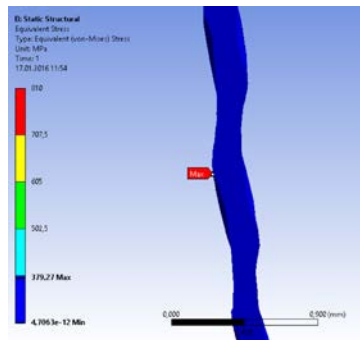 D: Static Structural
Equivalent Stress
Type: Equivalent (von-Mises) Stress
Unit: MPa
Time: 1
17.01.2016 11:54
810
707,5
605
502,5
379,27 Max
4,7063e-12 Min
Max
0,000
0,900 (mm)